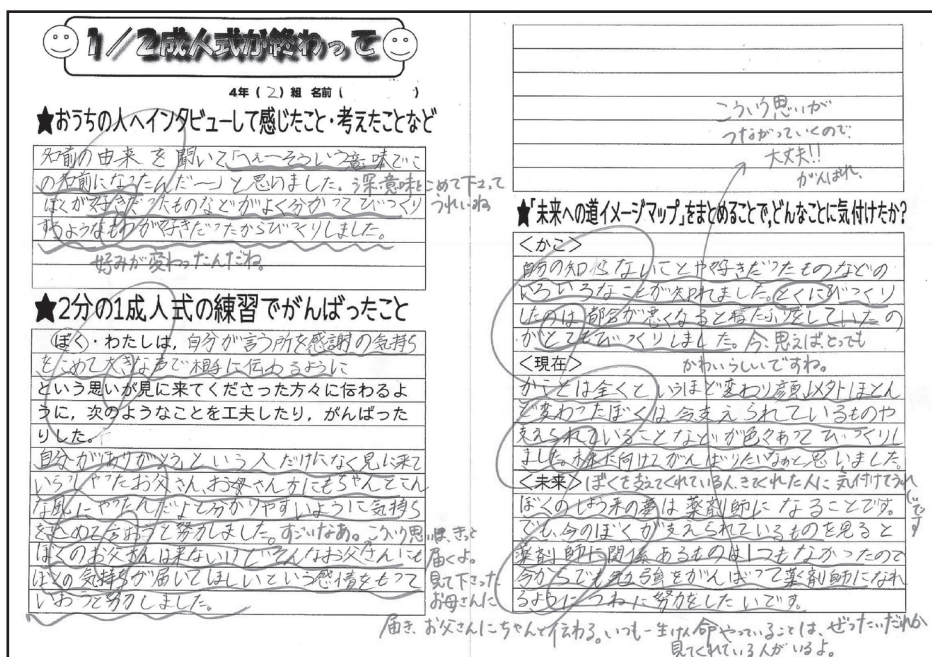 1/2成人式が終わって
4年(2)組 名前( )
★おうちの人へインタビューして感じたこと・考えたことなど
名前の由来を聞いて「へぇーそういう意味でこ
の名前になったんだ〜」と思いました。
深い意味をこめて下さって
うれしいね
ぼくが好きだったものなどがよく分かってびっくり
するようなものが好きだったからびっくりしました。
好みが変わったんだね。
★2分の1成人式の練習でがんばったこと
ぼく・わたしは,自分が言う所を感謝の気持ち
をこめて大きな声で相手に伝わるように
という思いが見に来てくださった方々に伝わるよ
うに,次のようなことを工夫したり,がんばった
りした。
自分がありがとうという人だけになく見に来て
いらしゃったお父さん、お母さん方にもちゃんとこん
な風にやったんだよと分かりやすいように気持ち
をこめて言おうと努力しました。
すごいなあ。こういう思いは、きっと
届くよ。
ぼくのお父さんは来ないけどそんなお父さんにも
ぼくの気持ちが届いてほしいという感情をもって
いおうと努力しました。
見て下さった
お母さんに
届き、お父さんにちゃんと伝わる。いつも一生けん命やっていることは、ぜったいだれか
見てくれている人がいるよ。
こういう思いが
つながっていくので、
大丈夫!!
がんばれ。
★「未来への道イメージマップ」をまとめることで,どんなことに気付けたか?
<かこ>
自分の知らないことや好きだったものなどの
いろいろなことが知れました。とくにびっくり
したのは都合が悪くなると寝たふりをしていたの
がとてもびっくりしました。
今、思えば、とっても
かわいらしいですね。
<現在>
かことは全くというほど変わり顔以外ほとん
ど変わったぼくは今支えられているものや
支えられていることなどが色々あってびっくりし
ました。未来に向けてがんばりたいなぁと思いました。
<未来>
ぼくを支えてくれている人、きてくれた人に気付けてうれしいです
ぼくのしょう来の夢は薬剤師になることです。
でも、今のぼくが支えられているものを見ると
薬剤師に関係あるものは1つもなかったので
今からでも勉強をがんばって薬剤師になれ
るようにつねに努力をしたいです。